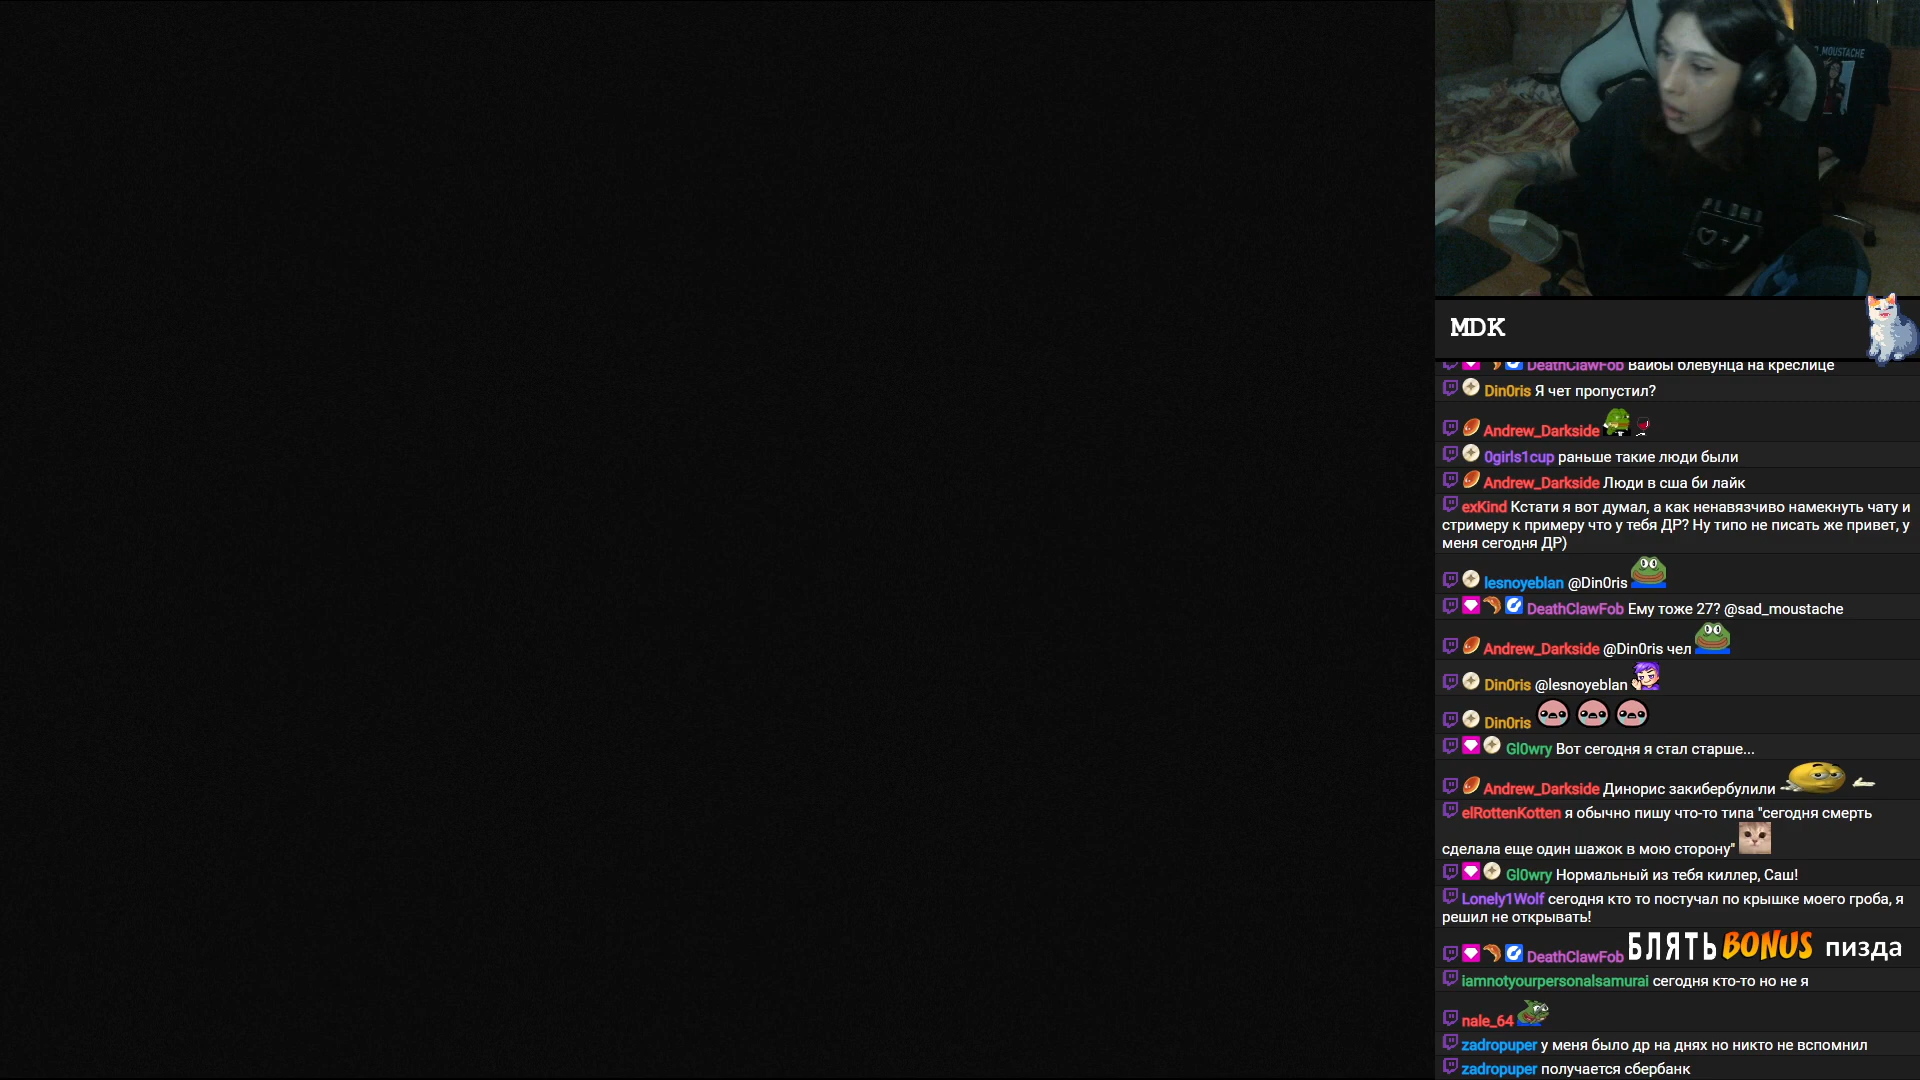 D_MOUSTACHE
MDK
DeathClawFob Вайбы блевунца на креслице
Din0ris Я чет пропустил?
Andrew_Darkside
0girls1cup раньше такие люди были
Andrew_Darkside Люди в сша би лайк
exKind Кстати я вот думал, а как ненавязчиво намекнуть чату и
стримеру к примеру что у тебя ДР? Ну типо не писать же привет, у
меня сегодня ДР)
lesnoyeblan @Din0ris
DeathClawFob Ему тоже 27? @sad_moustache
Andrew_Darkside @Din0ris чел
Din0ris @lesnoyeblan
Din0ris
Gl0wry Вот сегодня я стал старше...
Andrew_Darkside Динорис закибербулили
elRottenKotten я обычно пишу что-то типа "сегодня смерть
сделала еще один шажок в мою сторону"
Gl0wry Нормальный из тебя киллер, Саш!
Lonely1Wolf сегодня кто то постучал по крышке моего гроба, я
решил не открывать!
DeathClawFob БЛЯТЬ BONUS пизда
iamnotyourpersonalsamurai сегодня кто-то но не я
nale_64
zadropuper у меня было др на днях но никто не вспомнил
zadropuper получается сбербанк